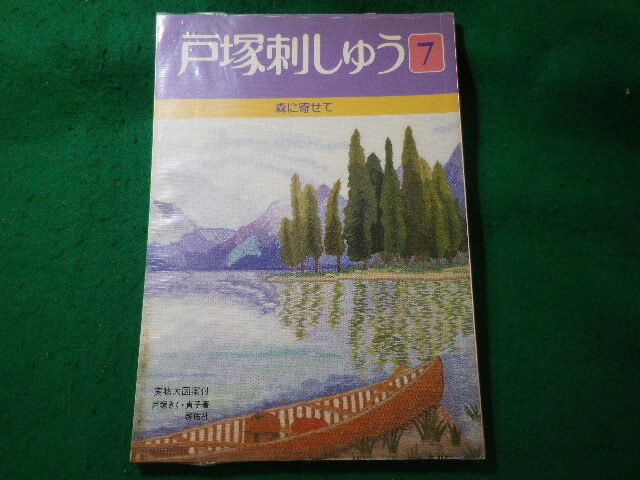 戸塚刺しゅう 7
森に寄せて
実物大図案付
戸塚きく・貞子著
啓佑社